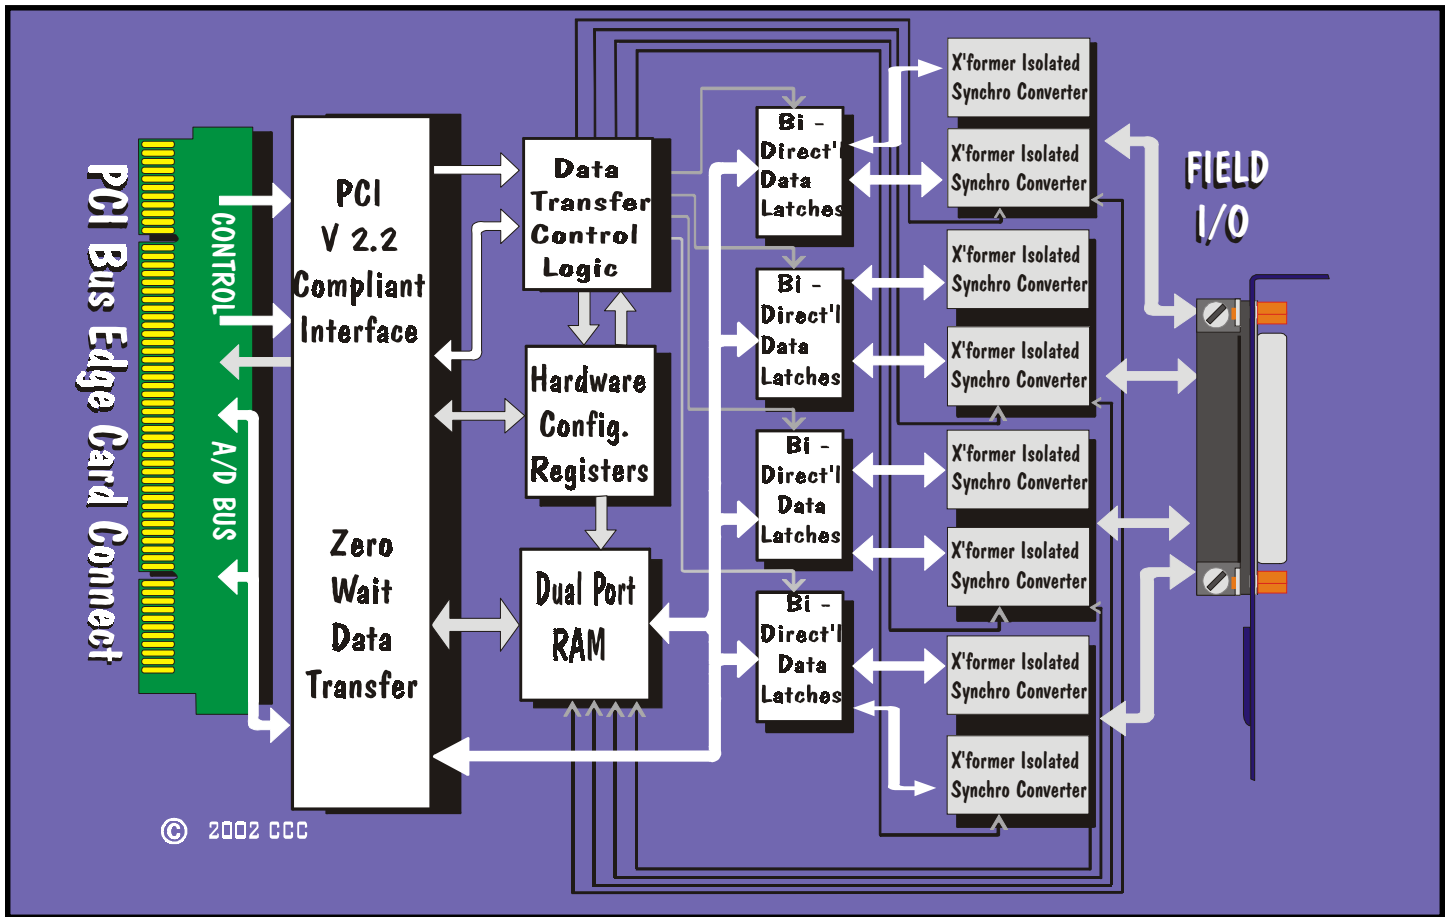 PCI Bus Edge Card Connect
CONTROL
A/D BUS
PCI
V 2.2
Compliant
Interface
Zero
Wait
Data
Transfer
Data
Transfer
Control
Logic
Hardware
Config.
Registers
Dual Port
RAM
Bi -
Direct'l
Data
Latches
Bi -
Direct'l
Data
Latches
Bi -
Direct'l
Data
Latches
Bi -
Direct'l
Data
Latches
X'former Isolated
Synchro Converter
X'former Isolated
Synchro Converter
X'former Isolated
Synchro Converter
X'former Isolated
Synchro Converter
X'former Isolated
Synchro Converter
X'former Isolated
Synchro Converter
X'former Isolated
Synchro Converter
X'former Isolated
Synchro Converter
FIELD
I/O
© 2002 CCC